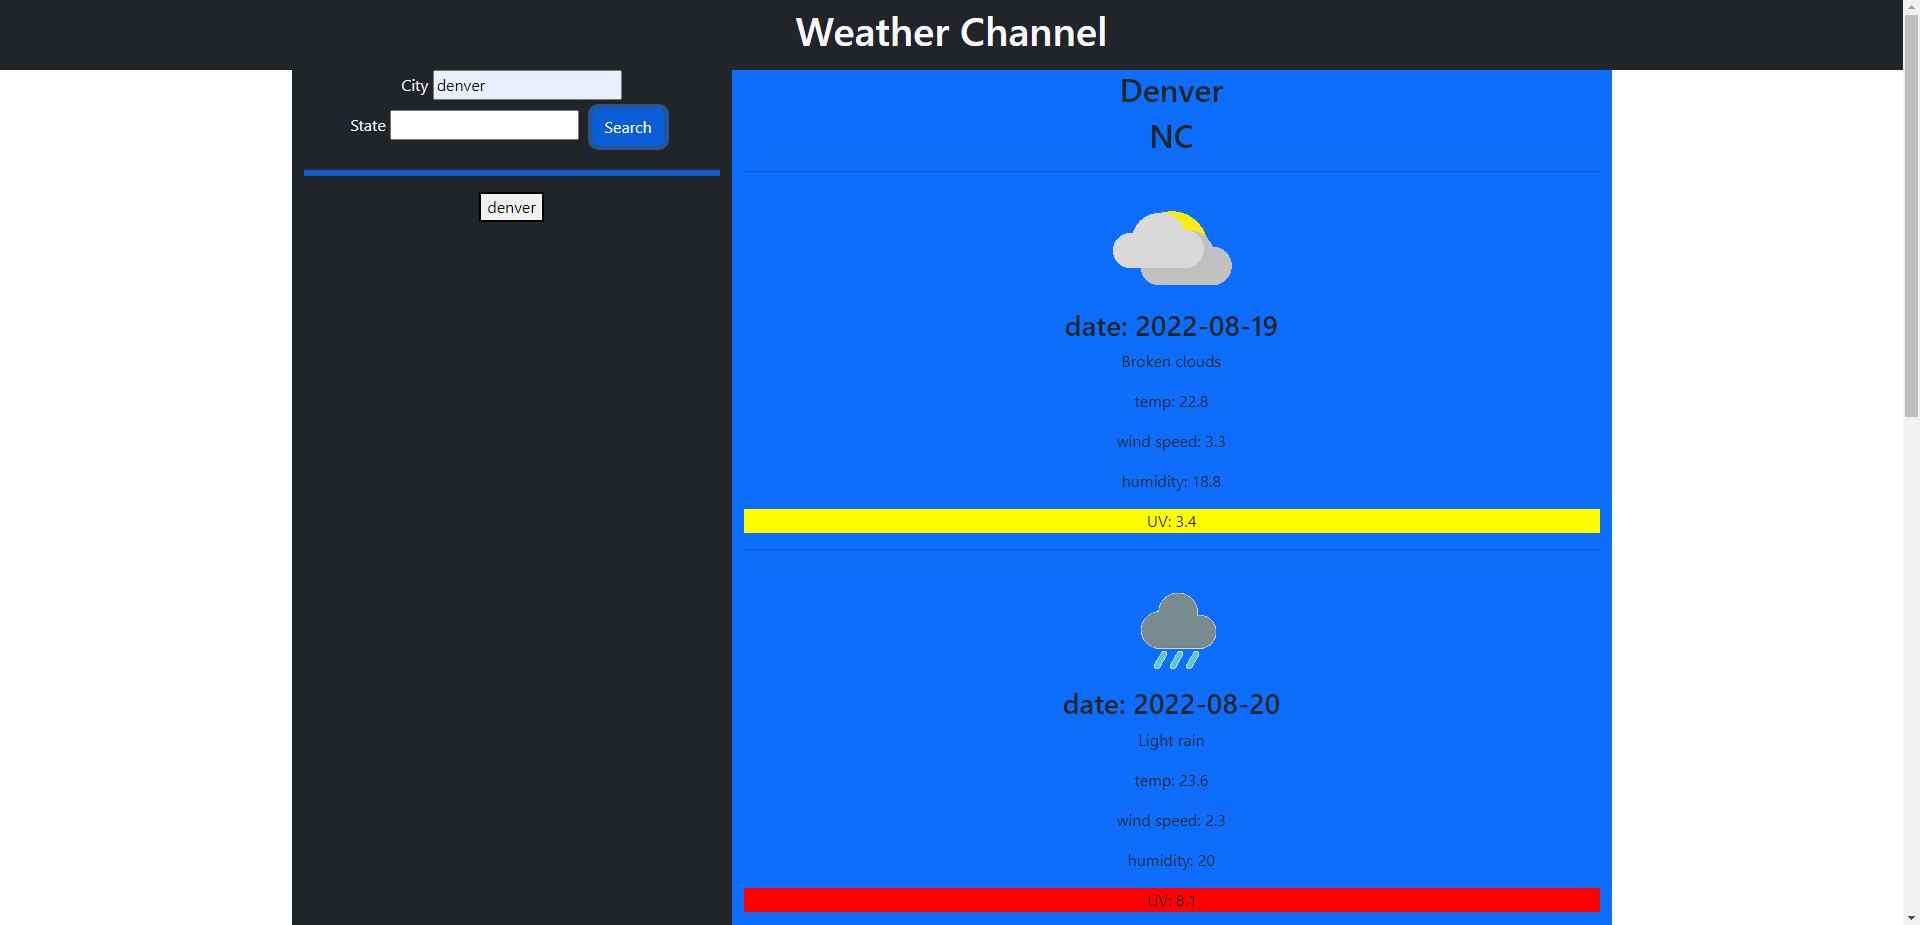 Weather Channel
City denver
State Search
denver
Denver
NC
date: 2022-08-19
Broken clouds
temp: 22.8
wind speed: 3.3
humidity: 18.8
UV: 3.4
date: 2022-08-20
Light rain
temp: 23.6
wind speed: 2.3
humidity: 20
UV: 8.1